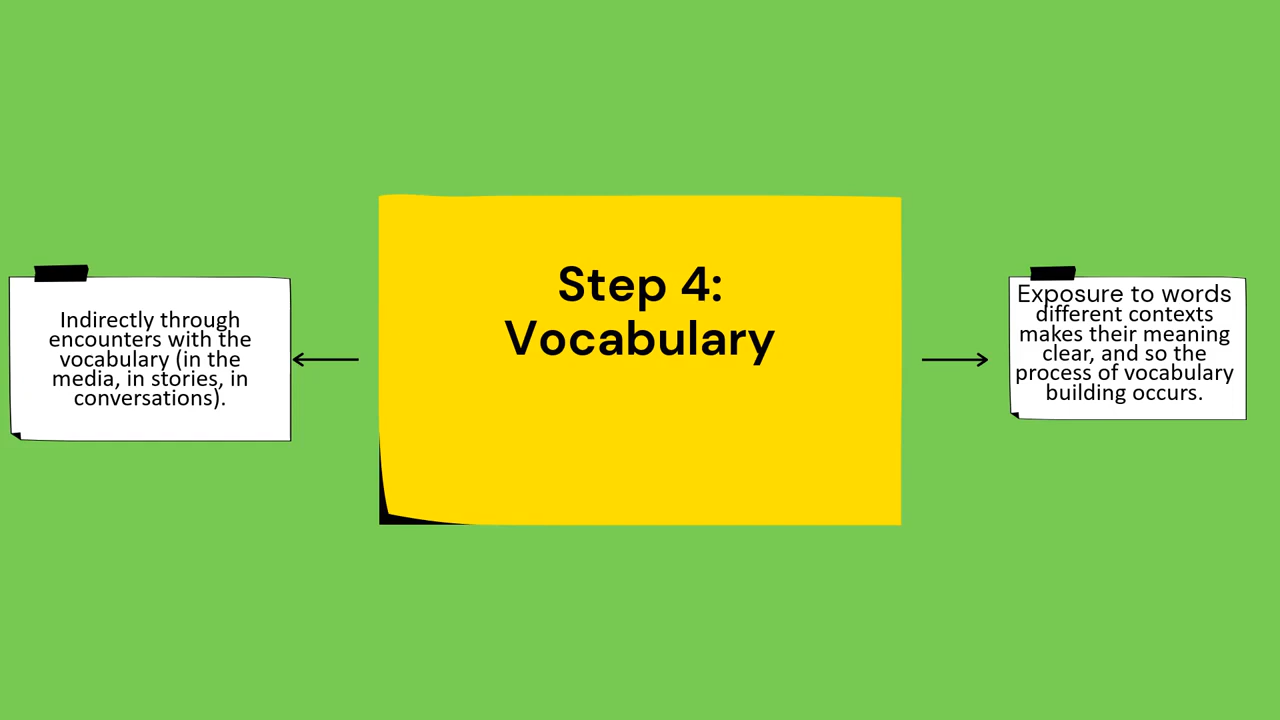 Step 4:
Vocabulary
Indirectly through
encounters with the
vocabulary (in the
media, in stories, in
conversations).
Exposure to words
different contexts
makes their meaning
clear, and so the
process of vocabulary
building occurs.